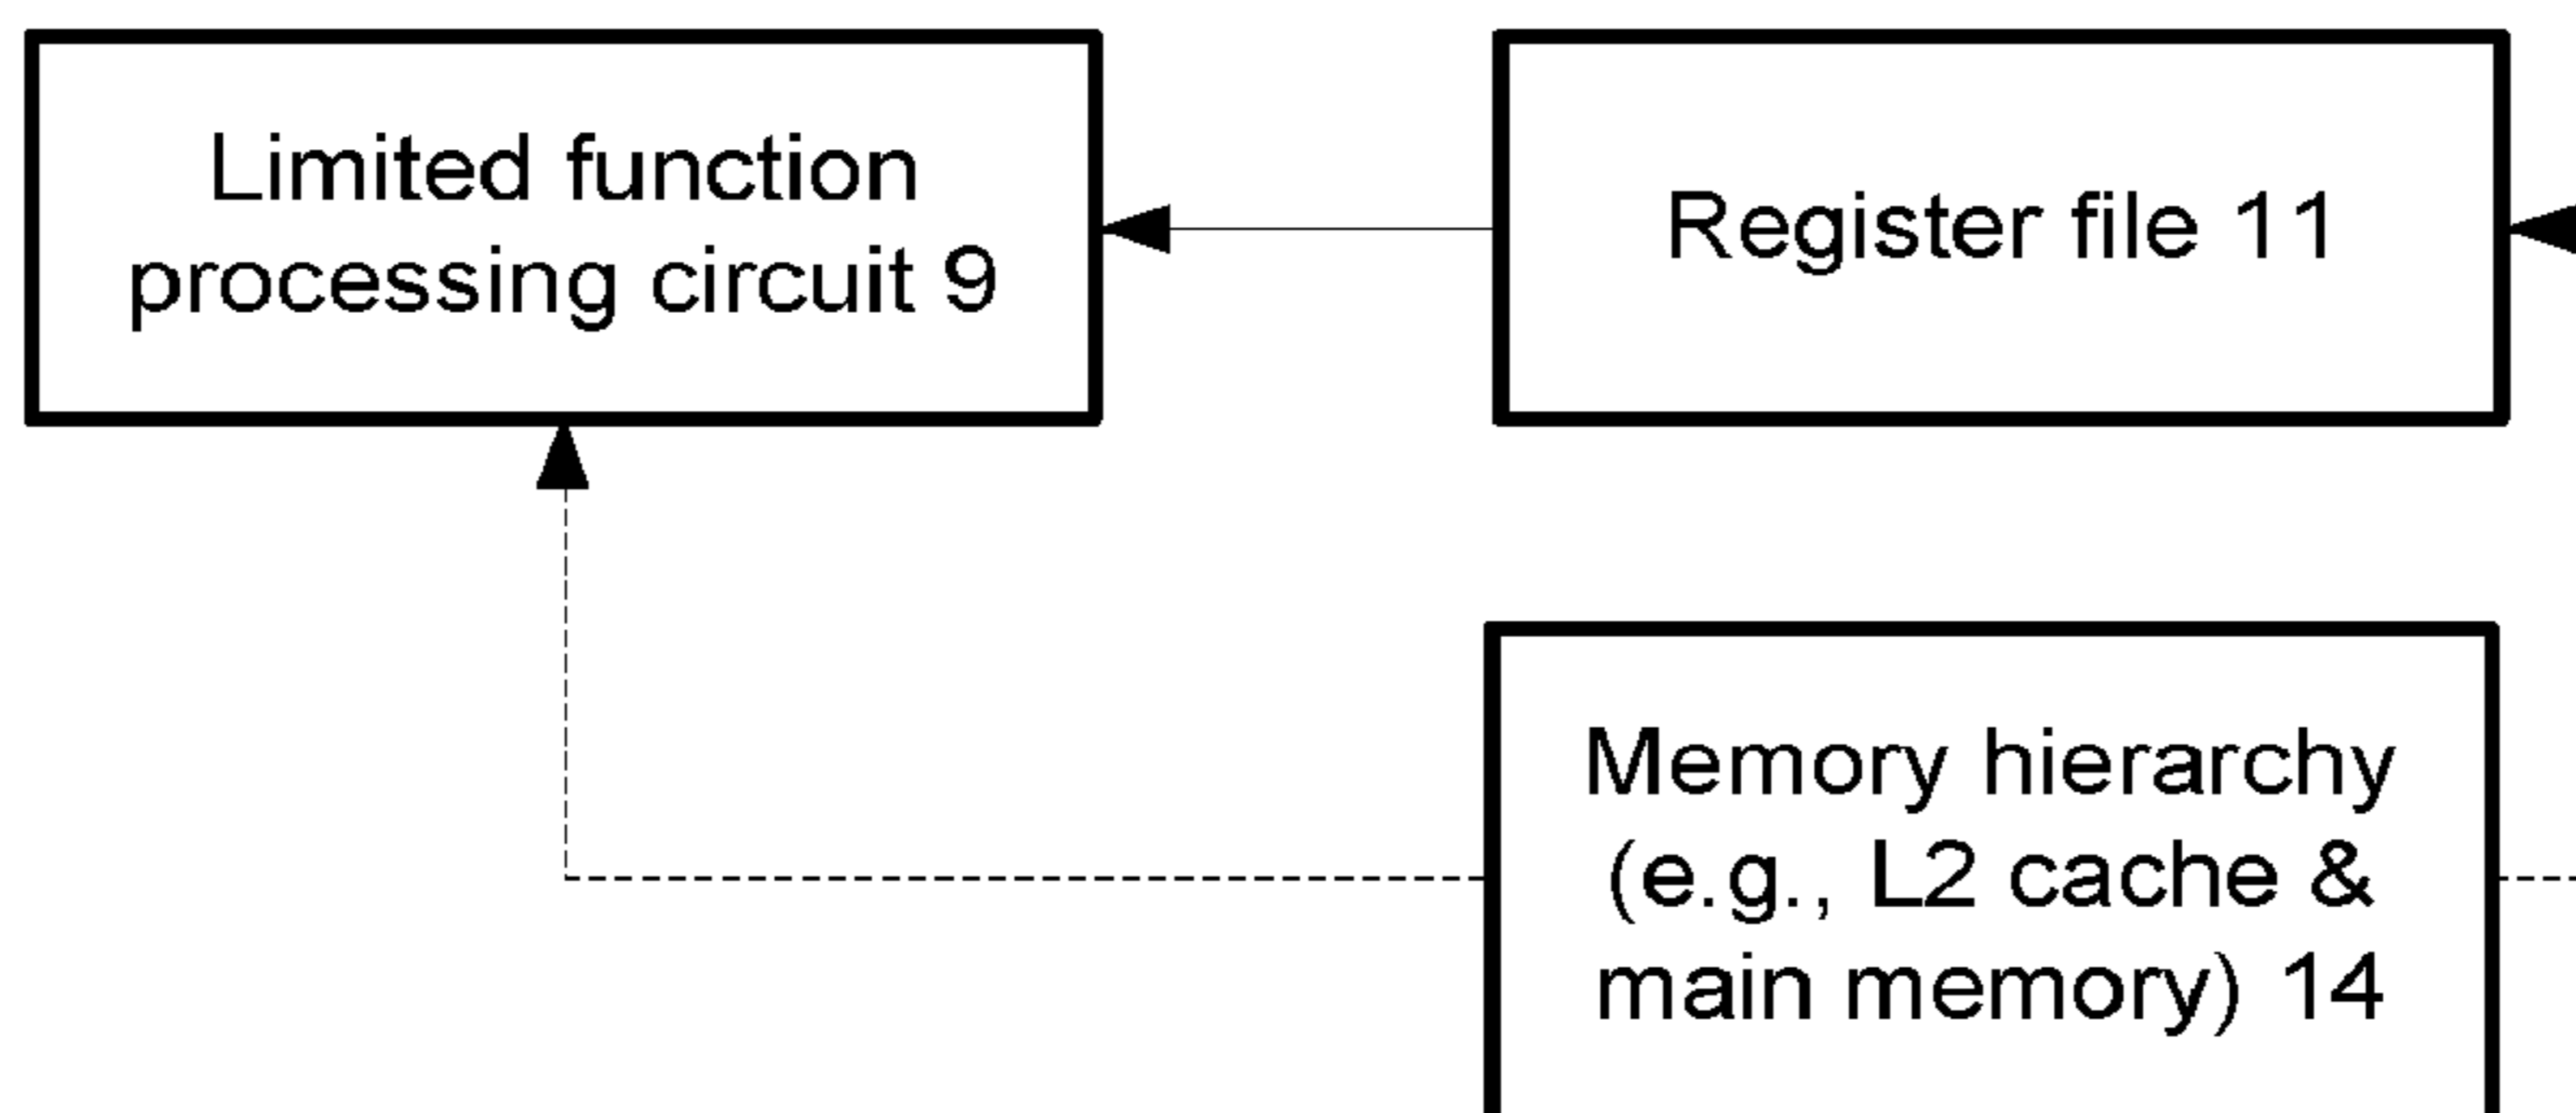 Limited function
processing circuit 9
Register file 11
Memory hierarchy
(e.g., L2 cache &
main memory) 14